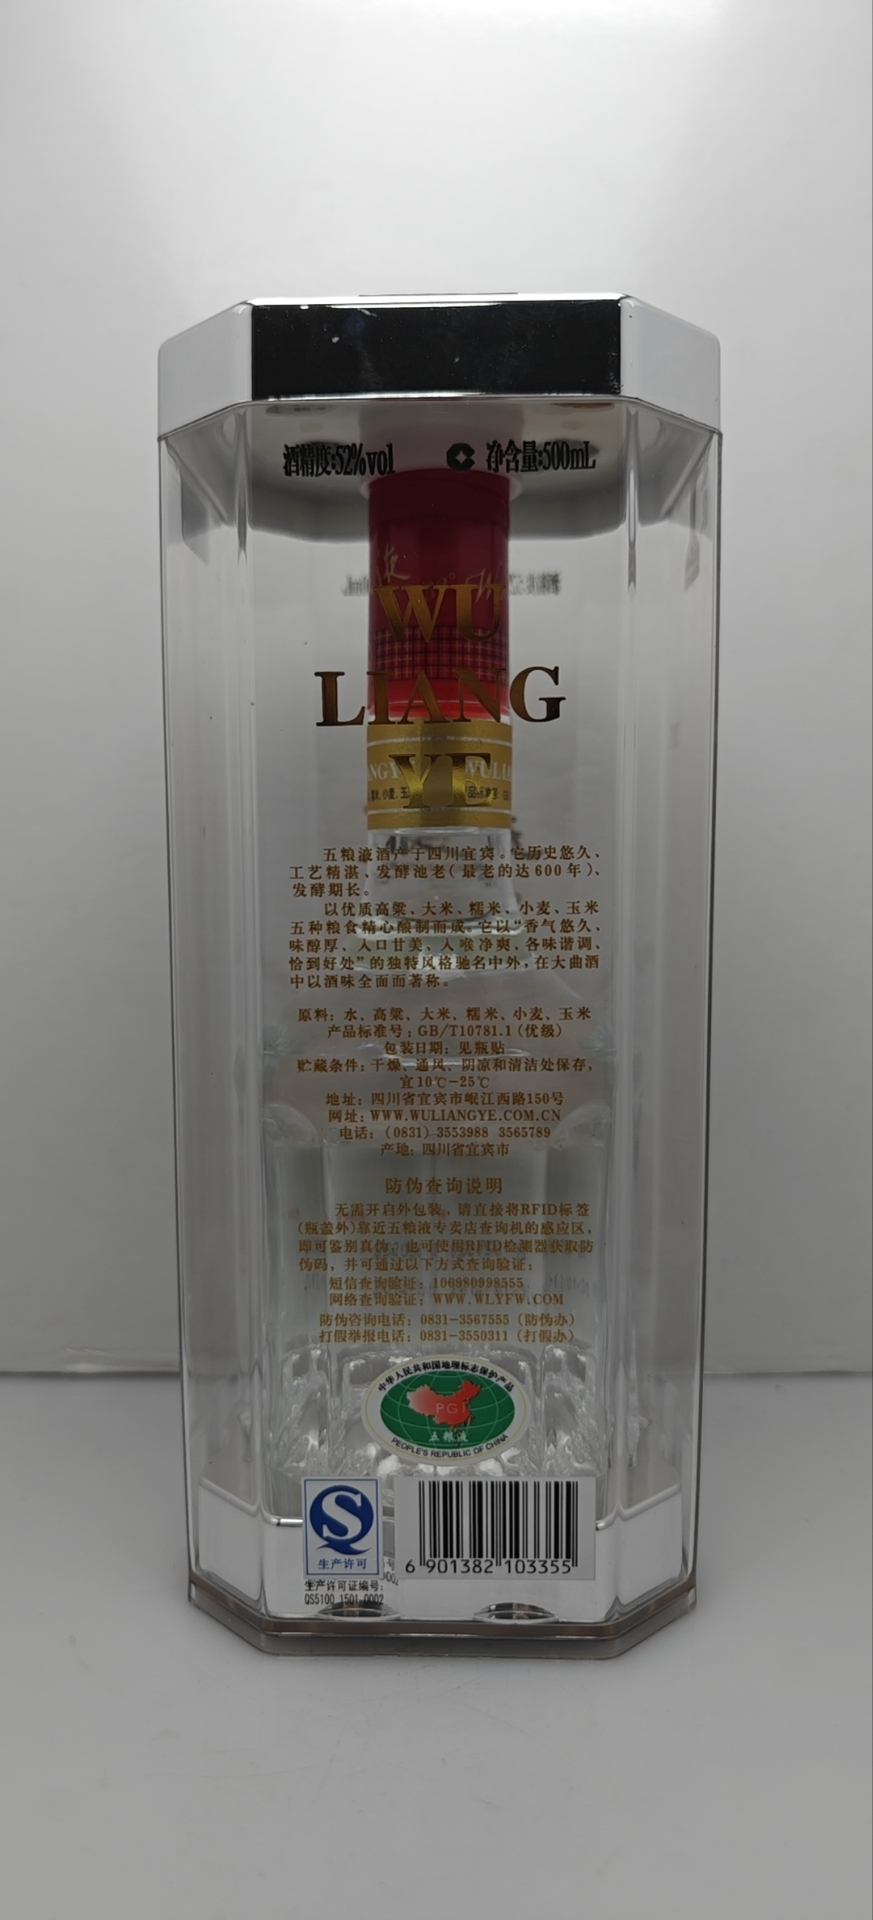 酒精度:52%vol 净含量:500mL
WU
LIANG
YE
五粮液酒产于四川宜宾。它历史悠久、
工艺精湛、发酵池老(最老的达600年)、
发酵期长。
以优质高粱、大米、糯米、小麦、玉米
五种粮食精心酿制而成。它以“香气悠久、
味醇厚、入口甘美、入喉净爽、各味谐调、
恰到好处”的独特风格驰名中外,在大曲酒
中以酒味全面而著称。
原料:水、高粱、大米、糯米、小麦、玉米
产品标准号:GB/T10781.1(优级)
包装日期:见瓶贴
贮藏条件:干燥、通风、阴凉和清洁处保存,
宜10℃-25℃
地址:四川省宜宾市岷江西路150号
网址:WWW.WULIANGYE.COM.CN
电话:(0831) 3553988 3565789
产地:四川省宜宾市
防伪查询说明
无需开启外包装,请直接将RFID标签
(瓶盖外)靠近五粮液专卖店查询机的感应区,
即可鉴别真伪,也可使用RFID检测器获取防
伪码,并可通过以下方式查询验证:
短信查询验证:106980998555
网络查询验证:WWW.WLYFW.COM
防伪咨询电话:0831-3567555(防伪办)
打假举报电话:0831-3550311(打假办)
中华人民共和国地理标志保护产品
PGI
五粮液
PEOPLE'S REPUBLIC OF CHINA
生产许可
生产许可证编号:
QS5100 1501 0002
6 901382 103355